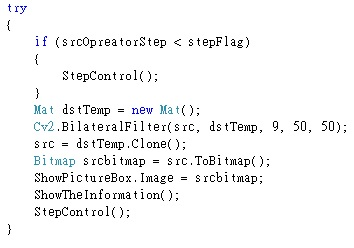 try
{
if (srcOpreatorStep < stepFlag)
{
StepControl();
}
Mat dstTemp = new Mat();
Cv2.BilateralFilter(src, dstTemp, 9, 50, 50);
src = dstTemp.Clone();
Bitmap srcbitmap = src.ToBitmap();
ShowPictureBox.Image = srcbitmap;
ShowTheInformation();
StepControl();
}